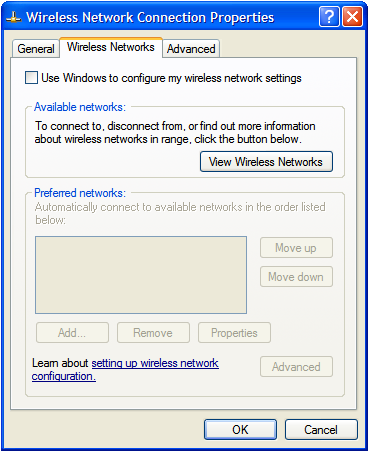 Wireless Network Connection Properties
General
Wireless Networks
Advanced
Use Windows to configure my wireless network settings
Available networks:
To connect to, disconnect from, or find out more information
about wireless networks in range, click the button below.
View Wireless Networks
Preferred networks:
Automatically connect to available networks in the order listed
below:
Move up
Move down
Add...
Remove
Properties
Learn about setting up wireless network
configuration.
Advanced
OK
Cancel